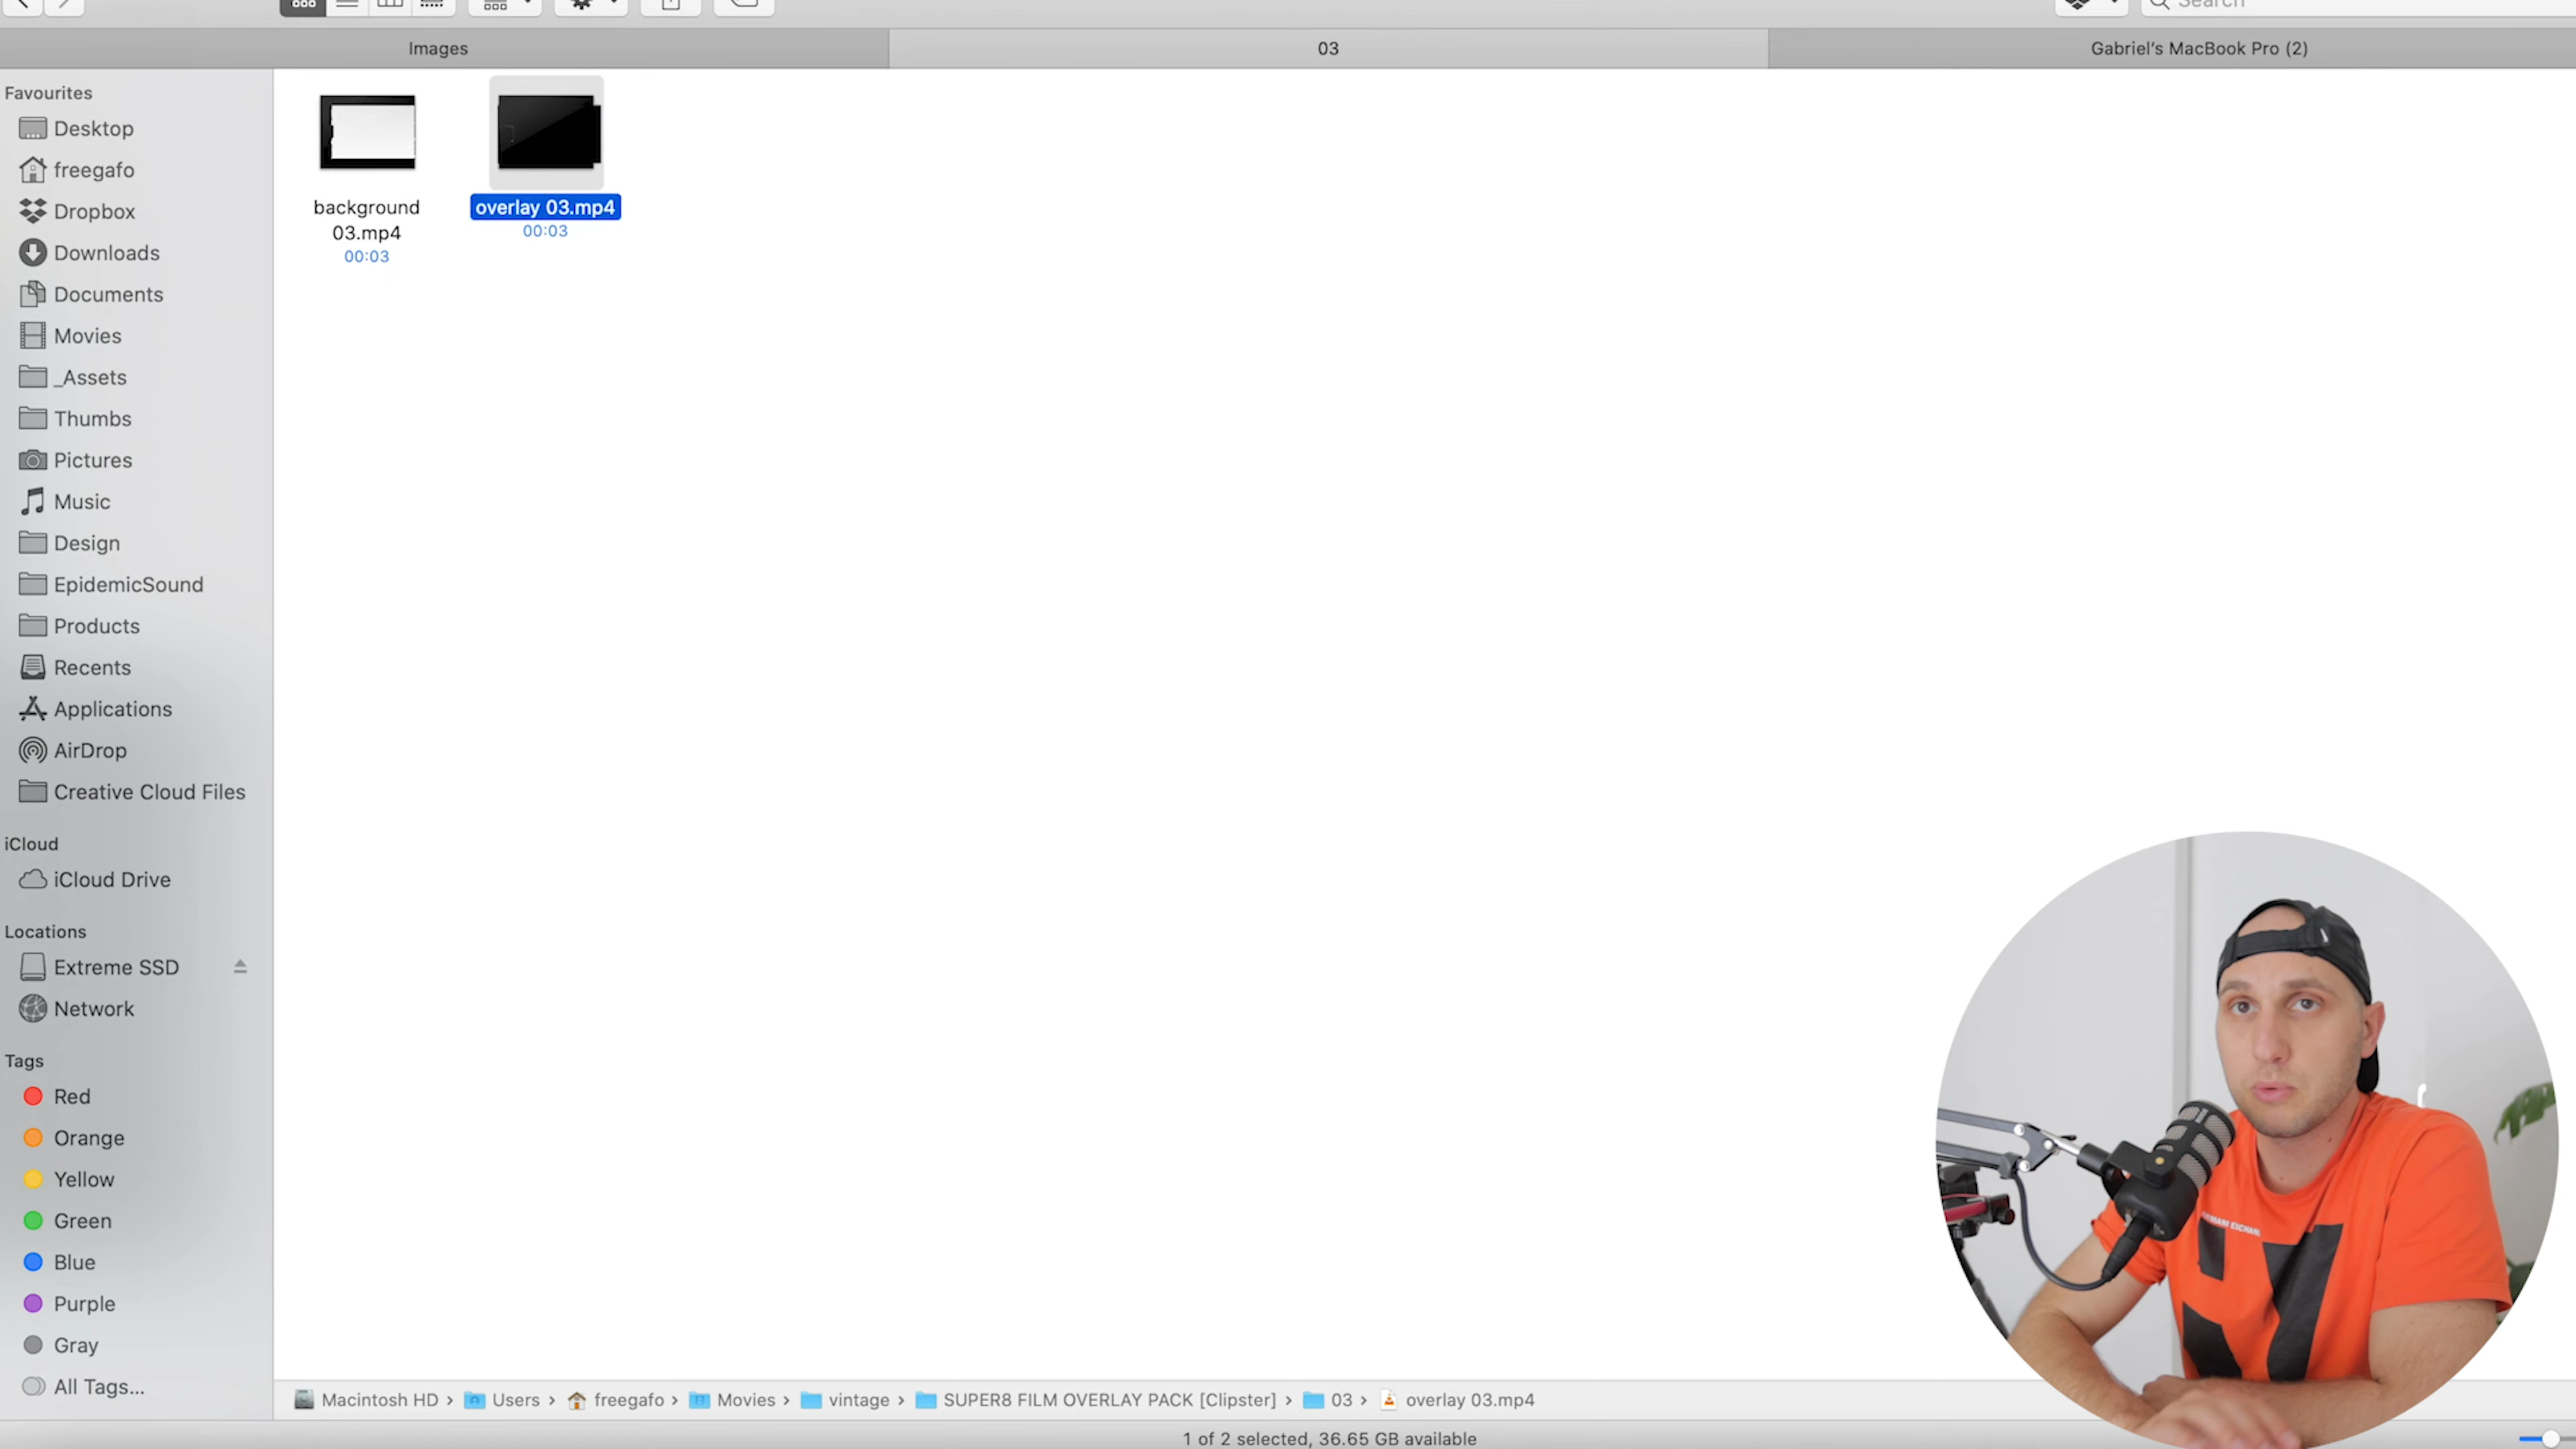 Search
Images
03
Gabriel's MacBook Pro (2)
Favourites
Desktop
freegafo
Dropbox
Downloads
Documents
Movies
_Assets
Thumbs
Pictures
Music
Design
EpidemicSound
Products
Recents
Applications
AirDrop
Creative Cloud Files
iCloud
iCloud Drive
Locations
Extreme SSD
Network
Tags
Red
Orange
Yellow
Green
Blue
Purple
Gray
All Tags...
background
03.mp4
00:03
overlay 03.mp4
00:03
Macintosh HD › Users › freegafo › Movies › vintage › SUPER8 FILM OVERLAY PACK [Clipster] › 03 › overlay 03.mp4
1 of 2 selected, 36.65 GB available